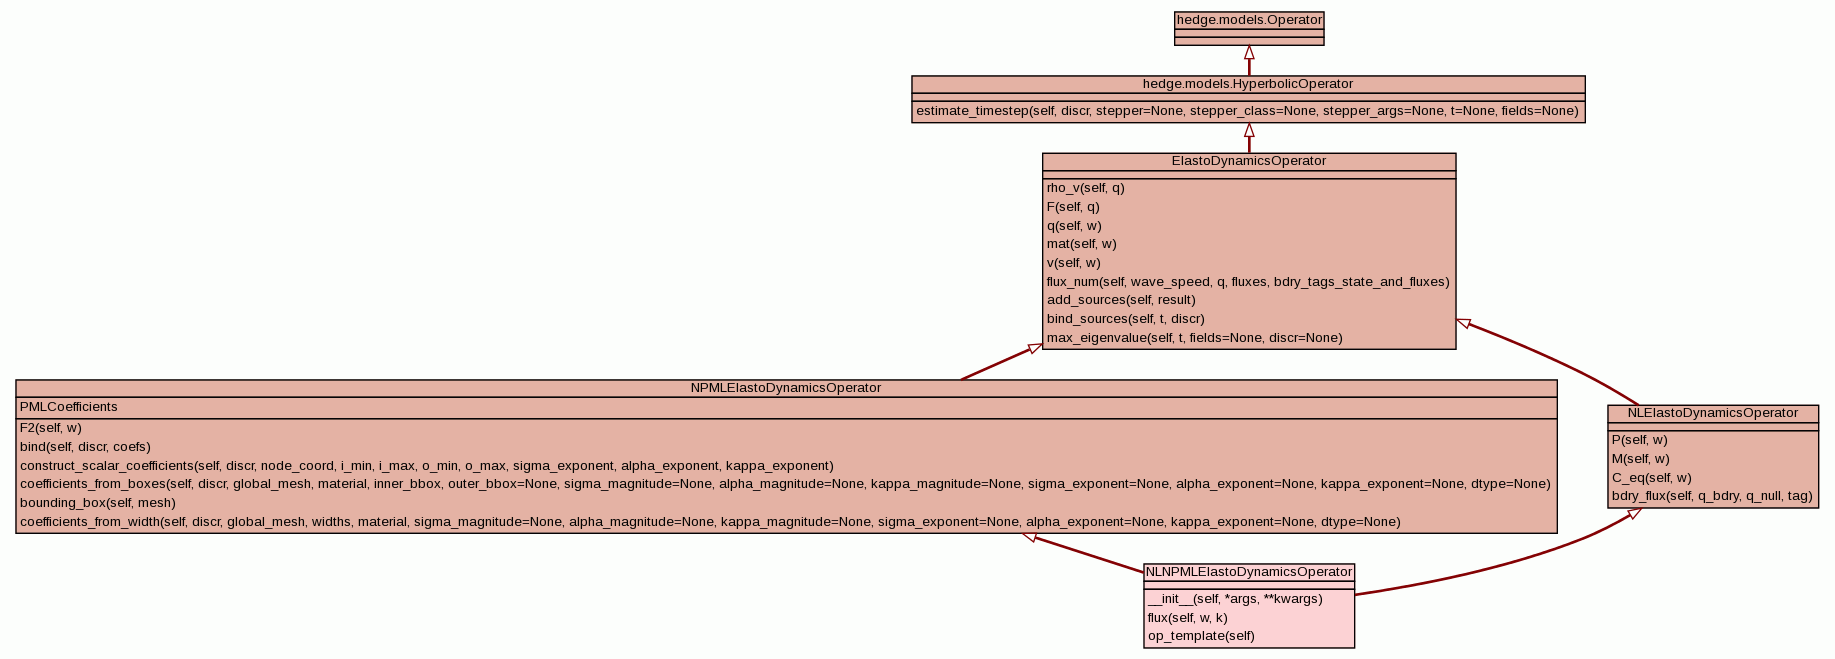 hedge.models.Operator
hedge.models.HyperbolicOperator
estimate_timestep(self, discr, stepper=None, stepper_class=None, stepper_args=None, t=None, fields=None)
ElastoDynamicsOperator
rho_v(self, q)
F(self, q)
q(self, w)
mat(self, w)
v(self, w)
flux_num(self, wave_speed, q, fluxes, bdry_tags_state_and_fluxes)
add_sources(self, result)
bind_sources(self, t, discr)
max_eigenvalue(self, t, fields=None, discr=None)
NPMLElastoDynamicsOperator
PMLCoefficients
F2(self, w)
bind(self, discr, coefs)
construct_scalar_coefficients(self, discr, node_coord, i_min, i_max, o_min, o_max, sigma_exponent, alpha_exponent, kappa_exponent)
coefficients_from_boxes(self, discr, global_mesh, material, inner_bbox, outer_bbox=None, sigma_magnitude=None, alpha_magnitude=None, kappa_magnitude=None, sigma_exponent=None, alpha_exponent=None, kappa_exponent=None, dtype=None)
bounding_box(self, mesh)
coefficients_from_width(self, discr, global_mesh, widths, material, sigma_magnitude=None, alpha_magnitude=None, kappa_magnitude=None, sigma_exponent=None, alpha_exponent=None, kappa_exponent=None, dtype=None)
NLElastoDynamicsOperator
P(self, w)
M(self, w)
C_eq(self, w)
bdry_flux(self, q_bdry, q_null, tag)
NLNPMLElastoDynamicsOperator
__init__(self, *args, **kwargs)
flux(self, w, k)
op_template(self)